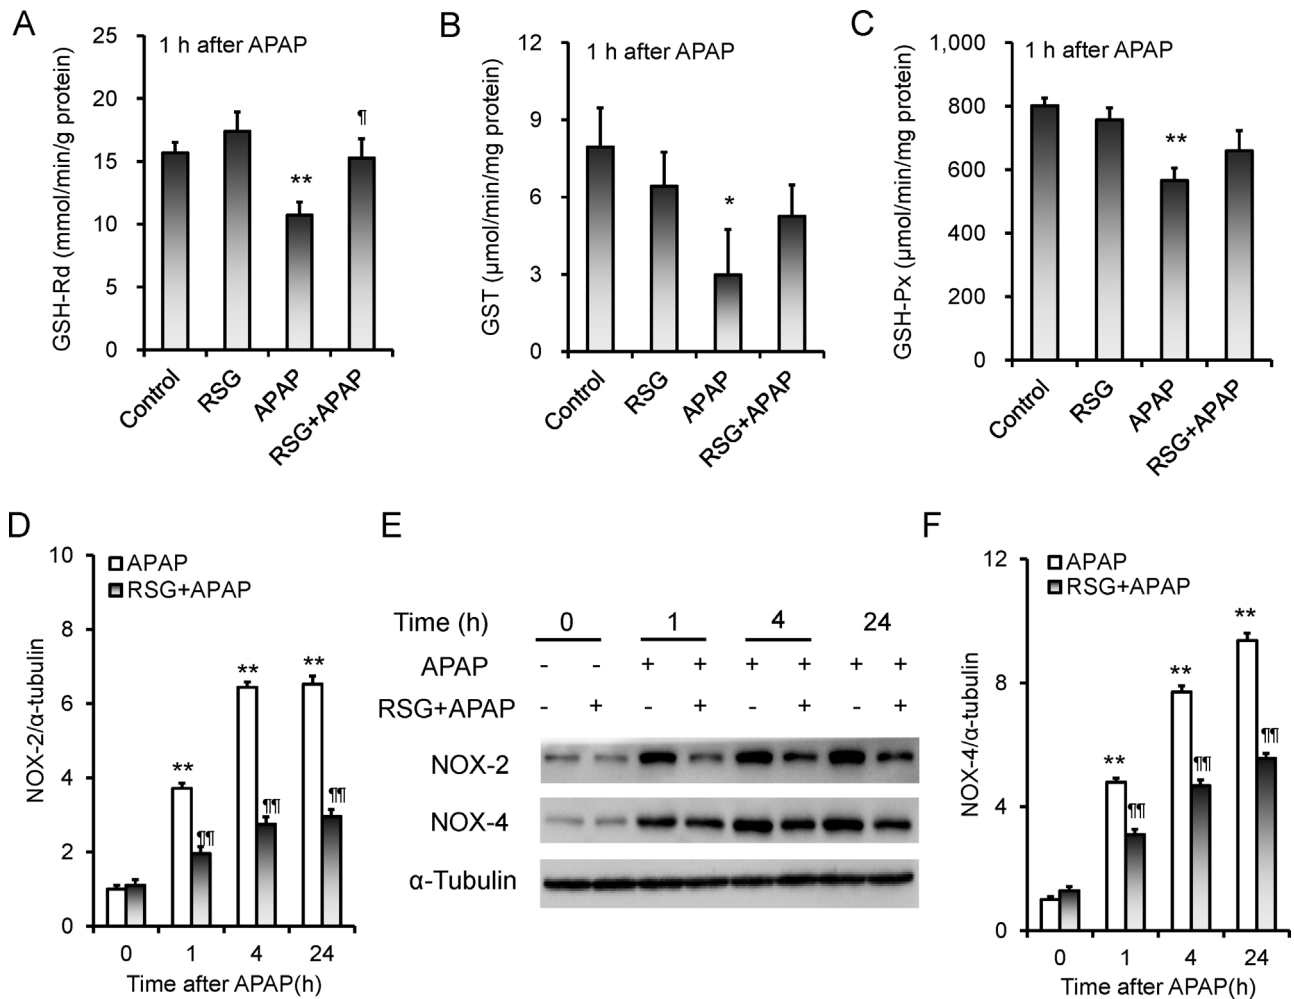 A
1 h after APAP
GSH-Rd (mmol/min/g protein)
25
20
15
10
5
0
**
¶
Control
RSG
APAP
RSG+APAP
B
1 h after APAP
GST (μmol/min/mg protein)
12
9
6
3
0
*
Control
RSG
APAP
RSG+APAP
C
1 h after APAP
GSH-Px (μmol/min/mg protein)
1,000
800
600
400
200
0
**
Control
RSG
APAP
RSG+APAP
D
APAP
RSG+APAP
NOX-2/α-tubulin
10
8
6
4
2
0
**
¶¶
**
¶¶
**
¶¶
0 1 4 24
Time after APAP(h)
E
Time (h) 0 1 4 24
APAP - - + + + + + +
RSG+APAP - + - + - + - +
NOX-2
NOX-4
α-Tubulin
F
APAP
RSG+APAP
NOX-4/α-tubulin
12
8
4
0
**
¶¶
**
¶¶
**
¶¶
0 1 4 24
Time after APAP(h)